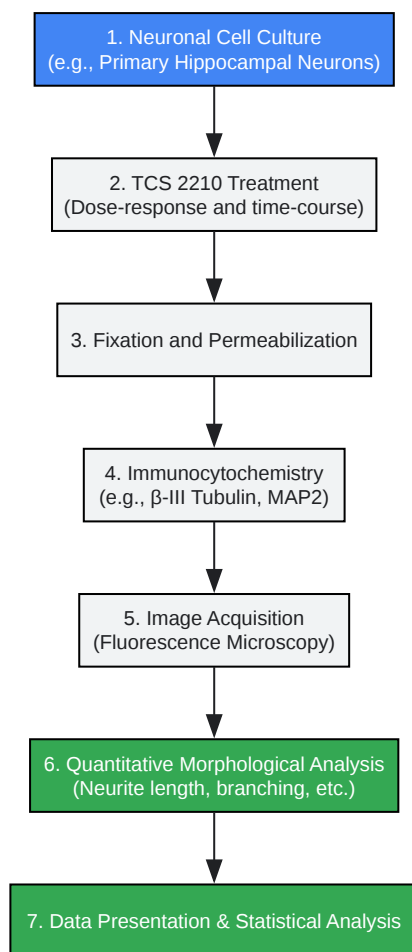 1. Neuronal Cell Culture
(e.g., Primary Hippocampal Neurons)
2. TCS 2210 Treatment
(Dose-response and time-course)
3. Fixation and Permeabilization
4. Immunocytochemistry
(e.g., β-III Tubulin, MAP2)
5. Image Acquisition
(Fluorescence Microscopy)
6. Quantitative Morphological Analysis
(Neurite length, branching, etc.)
7. Data Presentation & Statistical Analysis